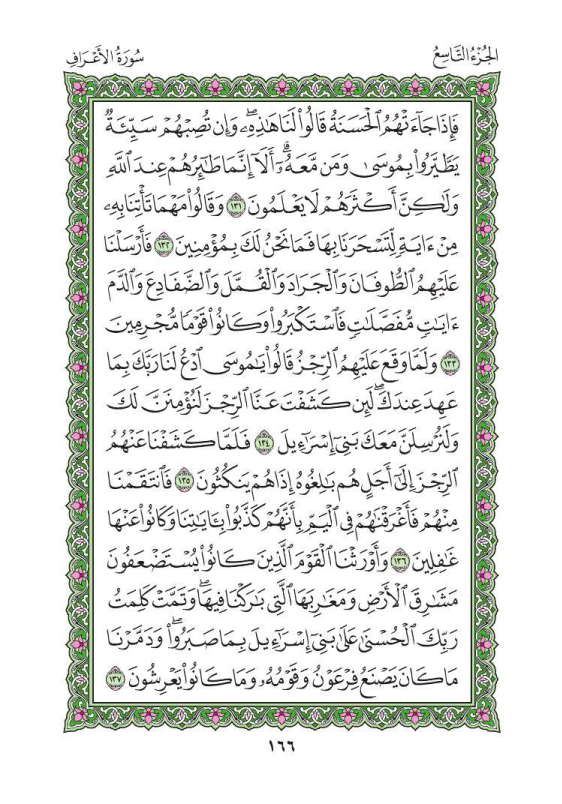 الجُزْءُ التَّاسِعُ
سُورَةُ الأَعْرَافِ
فَإِذَا جَآءَتْهُمُ ٱلْحَسَنَةُ قَالُوا۟ لَنَا هَـٰذِهِۦ ۖ وَإِن تُصِبْهُمْ سَيِّئَةٌ
يَطَّيَّرُوا۟ بِمُوسَىٰ وَمَن مَّعَهُۥٓ ۗ أَلَآ إِنَّمَا طَـٰٓئِرُهُمْ عِندَ ٱللَّهِ
وَلَـٰكِنَّ أَكْثَرَهُمْ لَا يَعْلَمُونَ ١٣١ وَقَالُوا۟ مَهْمَا تَأْتِنَا بِهِۦ
مِنْ ءَايَةٍ لِّتَسْحَرَنَا بِهَا فَمَا نَحْنُ لَكَ بِمُؤْمِنِينَ ١٣٢ فَأَرْسَلْنَا
عَلَيْهِمُ ٱلطُّوفَانَ وَٱلْجَرَادَ وَٱلْقُمَّلَ وَٱلضَّفَادِعَ وَٱلدَّمَ
ءَايَـٰتٍ مُّفَصَّلَـٰتٍ فَٱسْتَكْبَرُوا۟ وَكَانُوا۟ قَوْمًا مُّجْرِمِينَ
١٣٣ وَلَمَّا وَقَعَ عَلَيْهِمُ ٱلرِّجْزُ قَالُوا۟ يَـٰمُوسَى ٱدْعُ لَنَا رَبَّكَ بِمَا
عَهِدَ عِندَكَ ۖ لَئِن كَشَفْتَ عَنَّا ٱلرِّجْزَ لَنُؤْمِنَنَّ لَكَ
وَلَنُرْسِلَنَّ مَعَكَ بَنِىٓ إِسْرَٰٓءِيلَ ١٣٤ فَلَمَّا كَشَفْنَا عَنْهُمُ
ٱلرِّجْزَ إِلَىٰٓ أَجَلٍ هُم بَـٰلِغُوهُ إِذَا هُمْ يَنكُثُونَ ١٣٥ فَٱنتَقَمْنَا
مِنْهُمْ فَأَغْرَقْنَـٰهُمْ فِى ٱلْيَمِّ بِأَنَّهُمْ كَذَّبُوا۟ بِـَٔايَـٰتِنَا وَكَانُوا۟ عَنْهَا
غَـٰفِلِينَ ١٣٦ وَأَوْرَثْنَا ٱلْقَوْمَ ٱلَّذِينَ كَانُوا۟ يُسْتَضْعَفُونَ
مَشَـٰرِقَ ٱلْأَرْضِ وَمَغَـٰرِبَهَا ٱلَّتِى بَـٰرَكْنَا فِيهَا ۖ وَتَمَّتْ كَلِمَتُ
رَبِّكَ ٱلْحُسْنَىٰ عَلَىٰ بَنِىٓ إِسْرَٰٓءِيلَ بِمَا صَبَرُوا۟ ۖ وَدَمَّرْنَا
مَا كَانَ يَصْنَعُ فِرْعَوْنُ وَقَوْمُهُۥ وَمَا كَانُوا۟ يَعْرِشُونَ ١٣٧
١٦٦